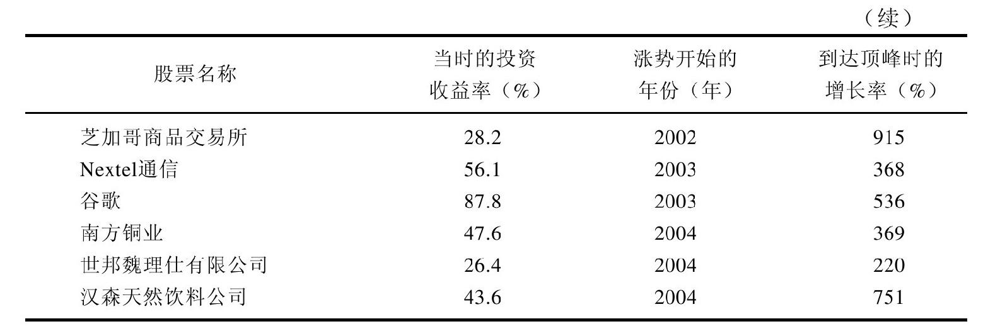 （续）
股票名称 当时的投资收益率（%） 涨势开始的年份（年） 到达顶峰时的增长率（%）
芝加哥商品交易所 28.2 2002 915
Nextel通信 56.1 2003 368
谷歌 87.8 2003 536
南方铜业 47.6 2004 369
世邦魏理仕有限公司 26.4 2004 220
汉森天然饮料公司 43.6 2004 751